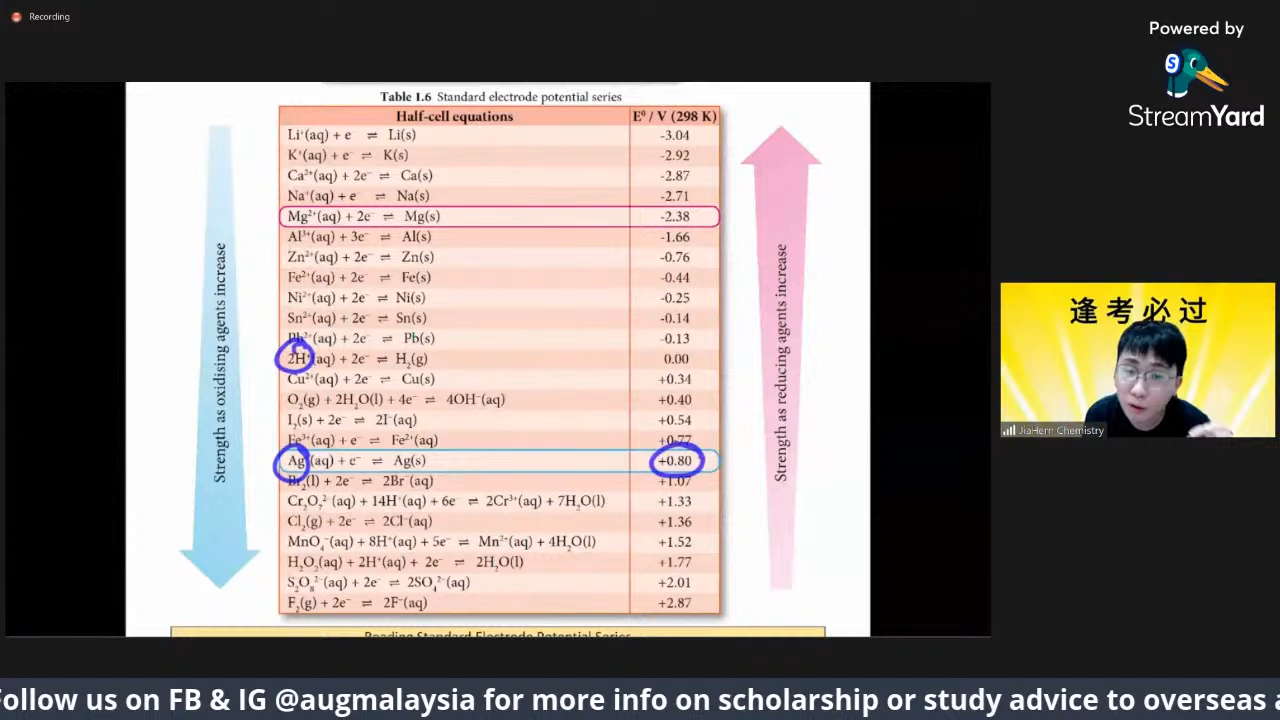 Recording
Powered by
StreamYard
Table 1.6 Standard electrode potential series
Half-cell equations E⁰ / V (298 K)
Li⁺(aq) + e ⇌ Li(s) -3.04
K⁺(aq) + e⁻ ⇌ K(s) -2.92
Ca²⁺(aq) + 2e⁻ ⇌ Ca(s) -2.87
Na⁺(aq) + e⁻ ⇌ Na(s) -2.71
Mg²⁺(aq) + 2e⁻ ⇌ Mg(s) -2.38
Al³⁺(aq) + 3e⁻ ⇌ Al(s) -1.66
Zn²⁺(aq) + 2e⁻ ⇌ Zn(s) -0.76
Fe²⁺(aq) + 2e⁻ ⇌ Fe(s) -0.44
Ni²⁺(aq) + 2e⁻ ⇌ Ni(s) -0.25
Sn²⁺(aq) + 2e⁻ ⇌ Sn(s) -0.14
Pb²⁺(aq) + 2e⁻ ⇌ Pb(s) -0.13
2H⁺(aq) + 2e⁻ ⇌ H₂(g) 0.00
Cu²⁺(aq) + 2e⁻ ⇌ Cu(s) +0.34
O₂(g) + 2H₂O(l) + 4e⁻ ⇌ 4OH⁻(aq) +0.40
I₂(s) + 2e⁻ ⇌ 2I⁻(aq) +0.54
Fe³⁺(aq) + e⁻ ⇌ Fe²⁺(aq) +0.77
Ag⁺(aq) + e⁻ ⇌ Ag(s) +0.80
Br₂(l) + 2e⁻ ⇌ 2Br⁻(aq) +1.07
Cr₂O₇²⁻(aq) + 14H⁺(aq) + 6e⁻ ⇌ 2Cr³⁺(aq) + 7H₂O(l) +1.33
Cl₂(g) + 2e⁻ ⇌ 2Cl⁻(aq) +1.36
MnO₄⁻(aq) + 8H⁺(aq) + 5e⁻ ⇌ Mn²⁺(aq) + 4H₂O(l) +1.52
H₂O₂(aq) + 2H⁺(aq) + 2e⁻ ⇌ 2H₂O(l) +1.77
S₂O₈²⁻(aq) + 2e⁻ ⇌ 2SO₄²⁻(aq) +2.01
F₂(g) + 2e⁻ ⇌ 2F⁻(aq) +2.87
Strength as oxidising agents increase
Strength as reducing agents increase
Reading Standard Electrode Potential Series
逢考必过
JiaHern Chemistry
Follow us on FB & IG @augmalaysia for more info on scholarship or study advice to overseas a